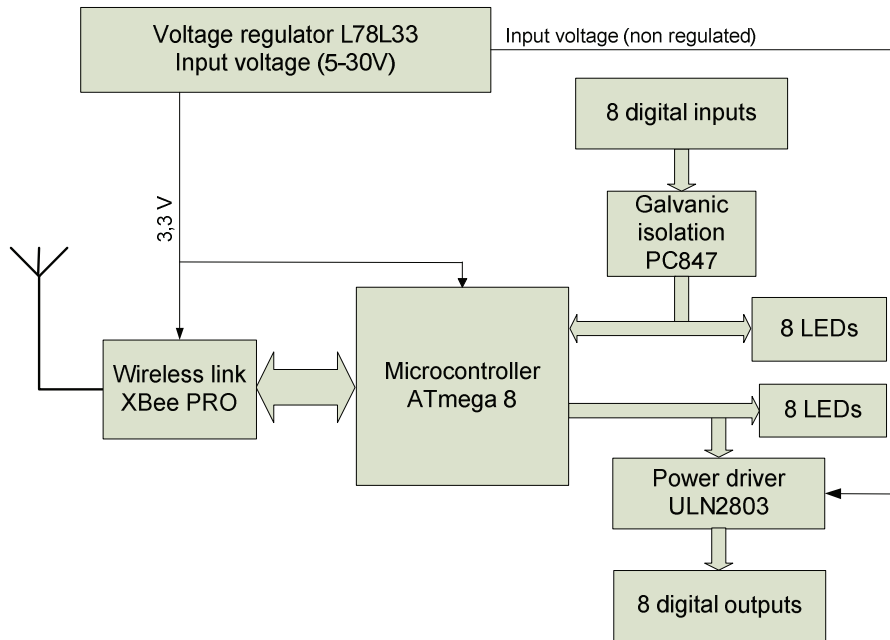 Voltage regulator L78L33
Input voltage (5-30V)
Input voltage (non regulated)
8 digital inputs
3,3 V
Galvanic
isolation
PC847
8 LEDs
Wireless link
XBee PRO
Microcontroller
ATmega 8
8 LEDs
Power driver
ULN2803
8 digital outputs